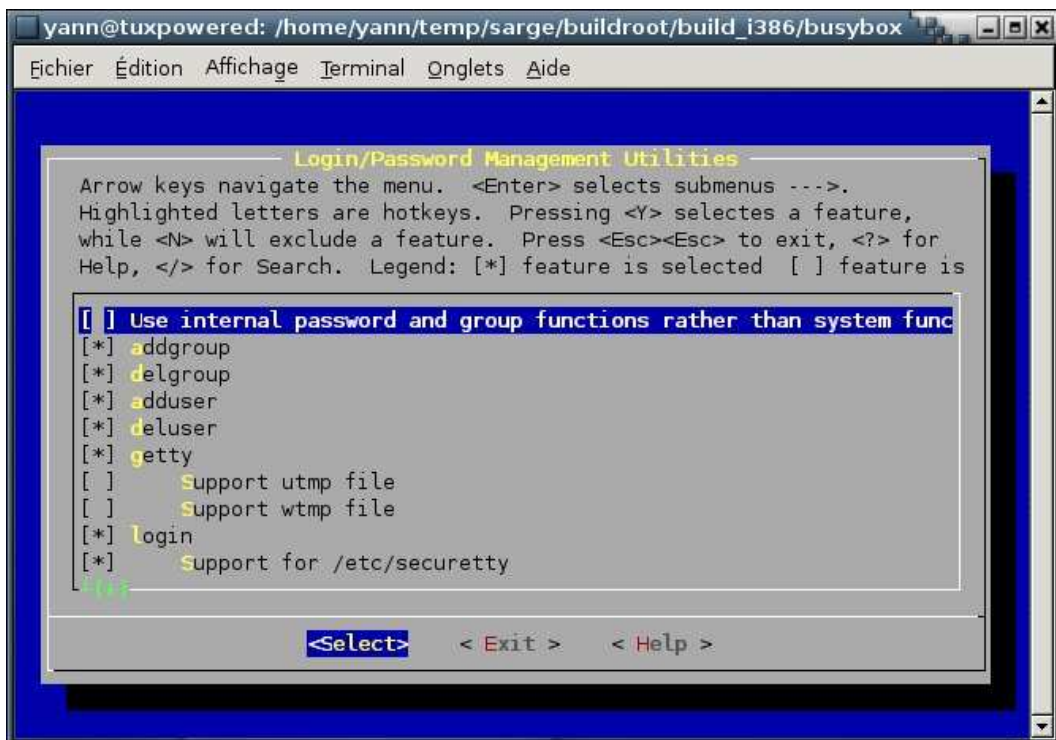 yann@tuxpowered: /home/yann/temp/sarge/buildroot/build_i386/busybox
Fichier Édition Affichage Terminal Onglets Aide
Login/Password Management Utilities
Arrow keys navigate the menu. <Enter> selects submenus --->.
Highlighted letters are hotkeys. Pressing <Y> selectes a feature,
while <N> will exclude a feature. Press <Esc><Esc> to exit, <?> for
Help, </> for Search. Legend: [*] feature is selected [ ] feature is
[ ] Use internal password and group functions rather than system func
[*] addgroup
[*] delgroup
[*] adduser
[*] deluser
[*] getty
[ ] Support utmp file
[ ] Support wtmp file
[*] login
[*] Support for /etc/securetty
<Select> < Exit > < Help >